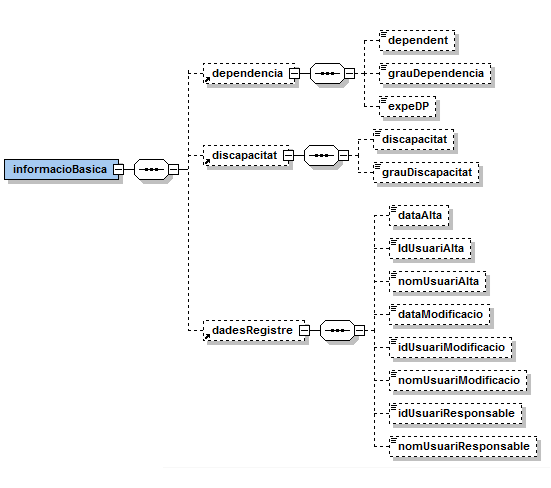 dependent
dependencia
grauDependencia
expeDP
discapacitat
discapacitat
informacioBasica
grauDiscapacitat
dataAlta
IdUsuariAlta
nomUsuariAlta
dataModificacio
dadesRegistre
idUsuariModificacio
nomUsuariModificacio
idUsuariResponsable
nomUsuariResponsable